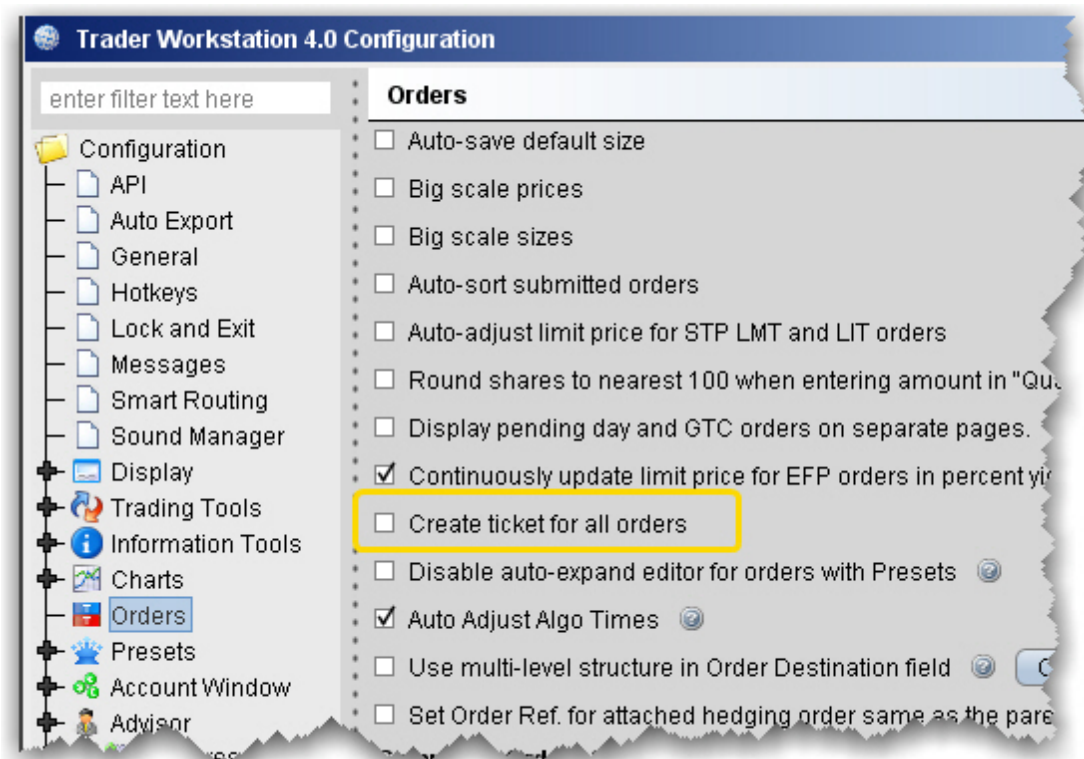 Trader Workstation 4.0 Configuration
enter filter text here
Configuration
API
Auto Export
General
Hotkeys
Lock and Exit
Messages
Smart Routing
Sound Manager
Display
Trading Tools
Information Tools
Charts
Orders
Presets
Account Window
Advisor
Orders
Auto-save default size
Big scale prices
Big scale sizes
Auto-sort submitted orders
Auto-adjust limit price for STP LMT and LIT orders
Round shares to nearest 100 when entering amount in "Qua
Display pending day and GTC orders on separate pages.
Continuously update limit price for EFP orders in percent yie
Create ticket for all orders
Disable auto-expand editor for orders with Presets
Auto Adjust Algo Times
Use multi-level structure in Order Destination field
Set Order Ref. for attached hedging order same as the pare